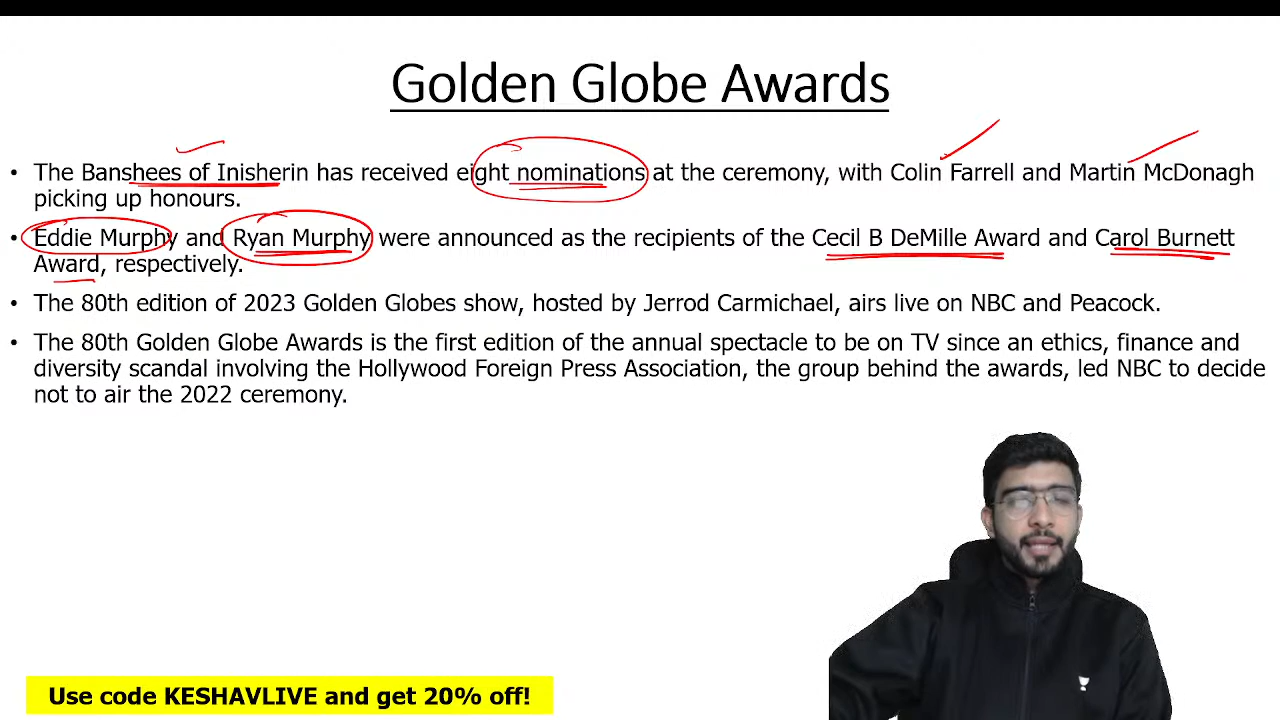 Golden Globe Awards
• The Banshees of Inisherin has received eight nominations at the ceremony, with Colin Farrell and Martin McDonagh
picking up honours.
• Eddie Murphy and Ryan Murphy were announced as the recipients of the Cecil B DeMille Award and Carol Burnett
Award, respectively.
• The 80th edition of 2023 Golden Globes show, hosted by Jerrod Carmichael, airs live on NBC and Peacock.
• The 80th Golden Globe Awards is the first edition of the annual spectacle to be on TV since an ethics, finance and
diversity scandal involving the Hollywood Foreign Press Association, the group behind the awards, led NBC to decide
not to air the 2022 ceremony.
Use code KESHAVLIVE and get 20% off!